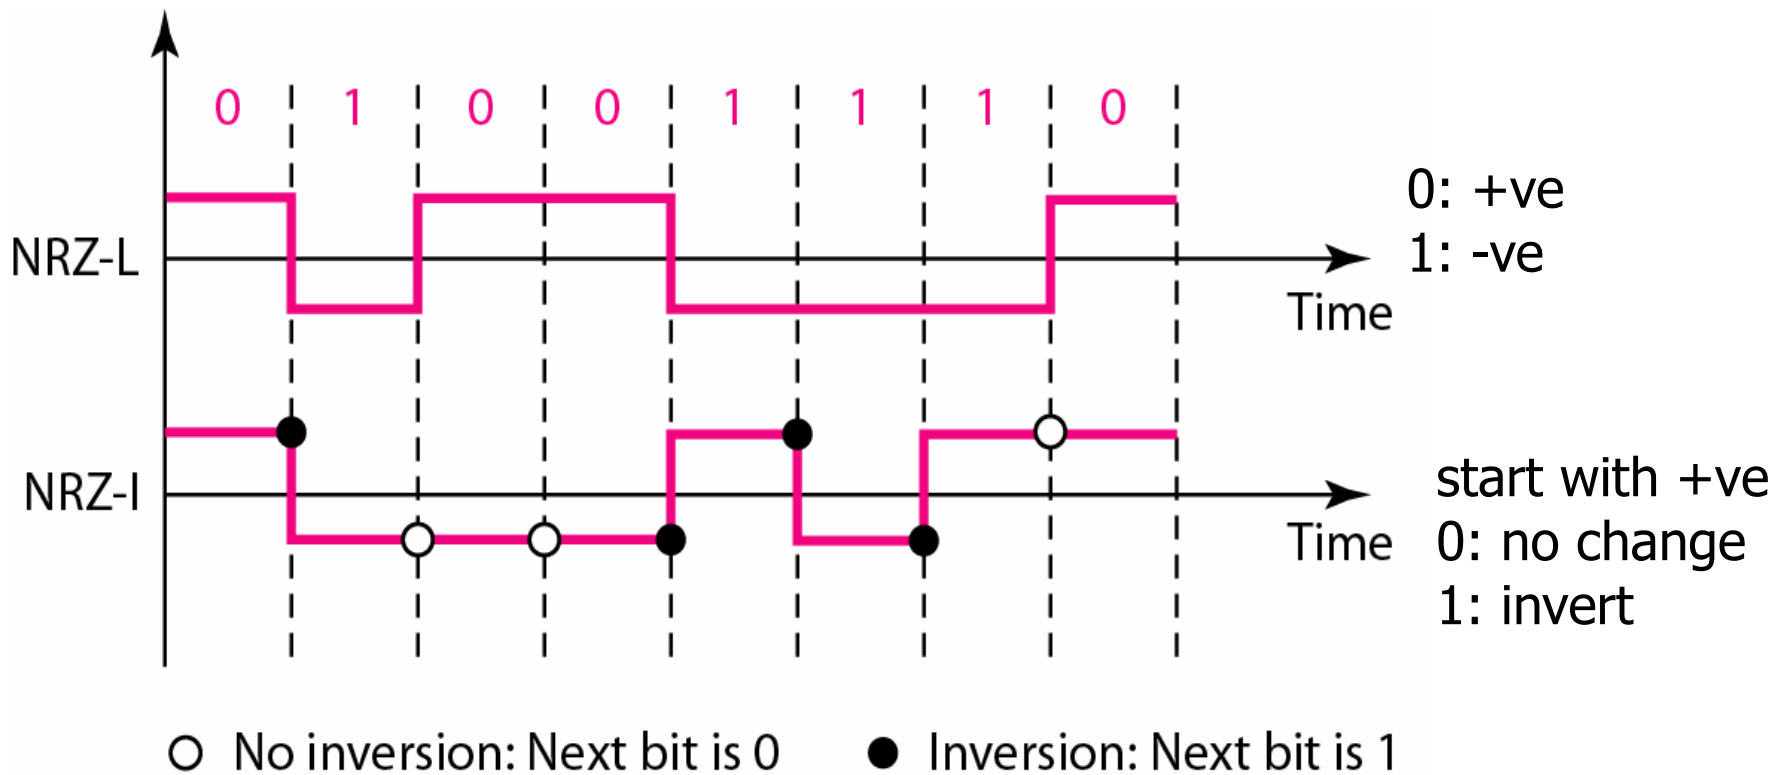 0 1 0 0 1 1 1 0
0: +ve
NRZ-L
1: -ve
Time
NRZ-I
start with +ve
Time
0: no change
1: invert
No inversion: Next bit is 0
Inversion: Next bit is 1